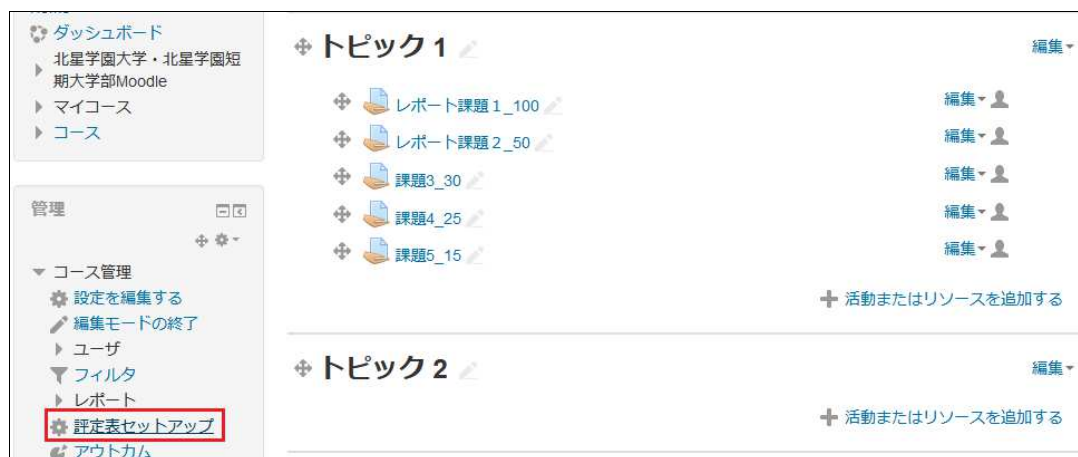 ダッシュボード
北星学園大学・北星学園短
期大学部Moodle
マイコース
コース
管理
コース管理
設定を編集する
編集モードの終了
ユーザ
フィルタ
レポート
評定表セットアップ
アウトカム
トピック 1
編集
レポート課題１_100
編集
レポート課題２_50
編集
課題3_30
編集
課題4_25
編集
課題5_15
編集
活動またはリソースを追加する
トピック 2
編集
活動またはリソースを追加する